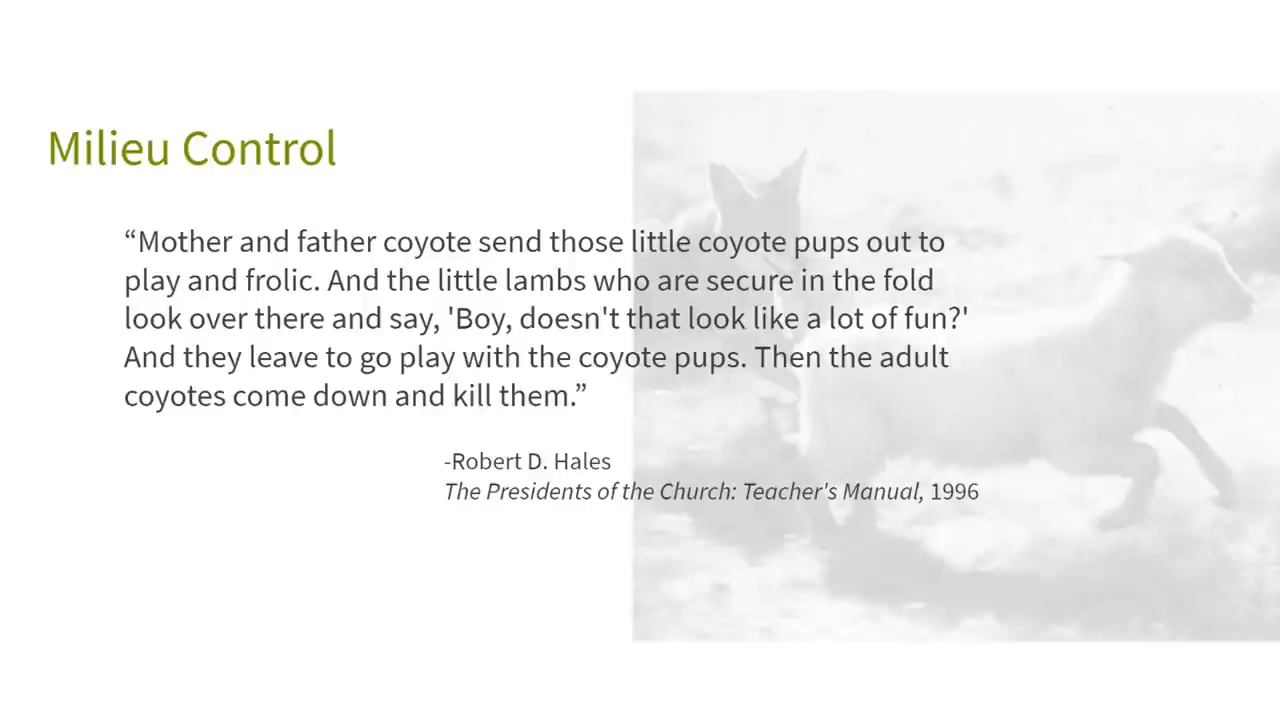 Milieu Control
“Mother and father coyote send those little coyote pups out to
play and frolic. And the little lambs who are secure in the fold
look over there and say, 'Boy, doesn't that look like a lot of fun?'
And they leave to go play with the coyote pups. Then the adult
coyotes come down and kill them.”
-Robert D. Hales
The Presidents of the Church: Teacher's Manual, 1996